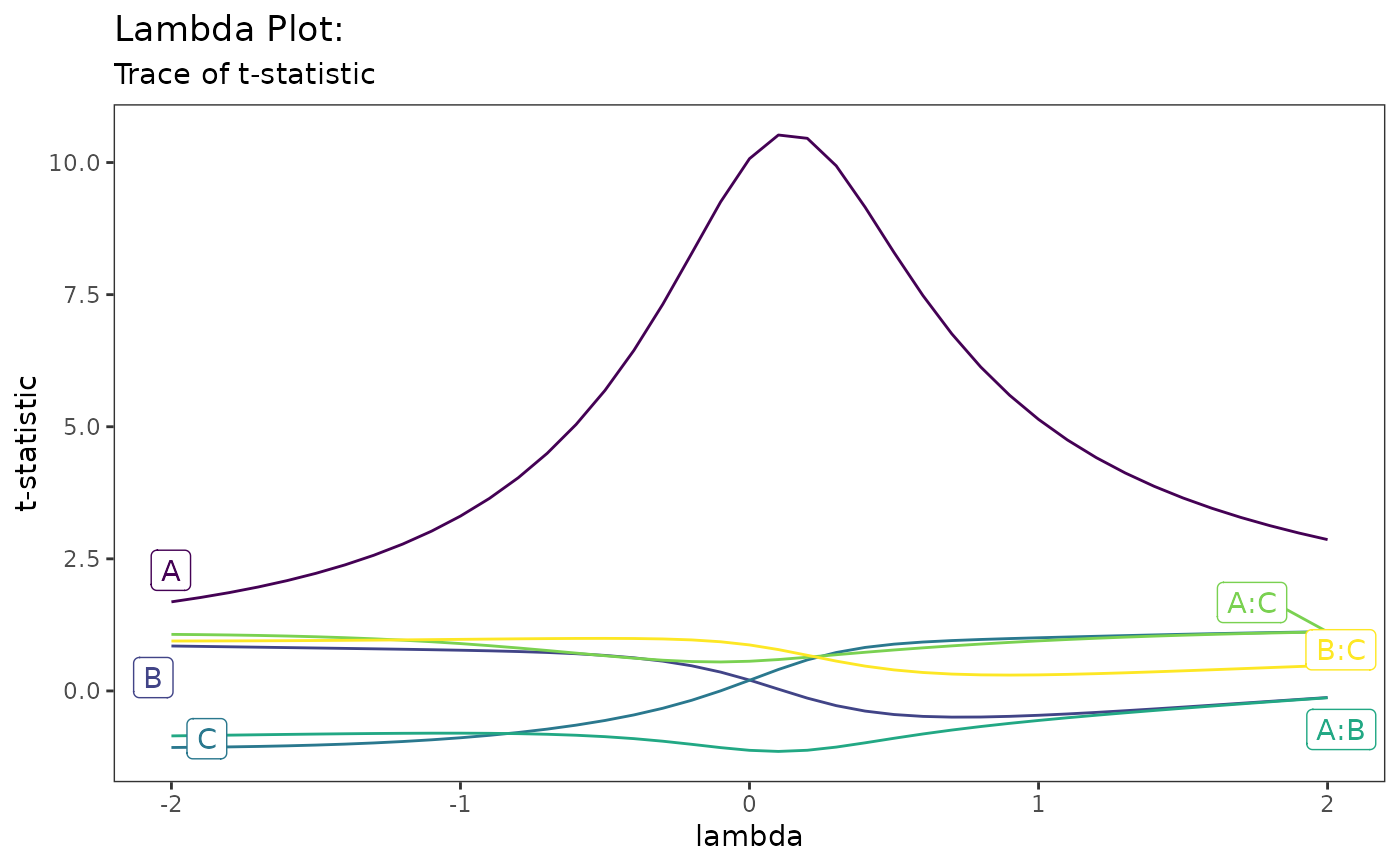 Lambda Plot:
Trace of t-statistic
10.0
7.5
5.0
2.5
0.0
t-statistic
A
B
C
A:C
B:C
A:B
-2 -1 0 1 2
lambda